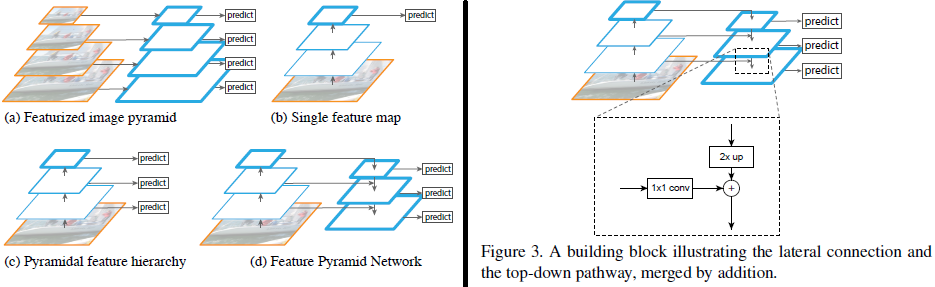 predict
predict
predict
predict
(a) Featurized image pyramid
predict
(b) Single feature map
predict
predict
predict
(c) Pyramidal feature hierarchy
predict
predict
predict
(d) Feature Pyramid Network
predict
predict
predict
2x up
1x1 conv
+
Figure 3. A building block illustrating the lateral connection and
the top-down pathway, merged by addition.